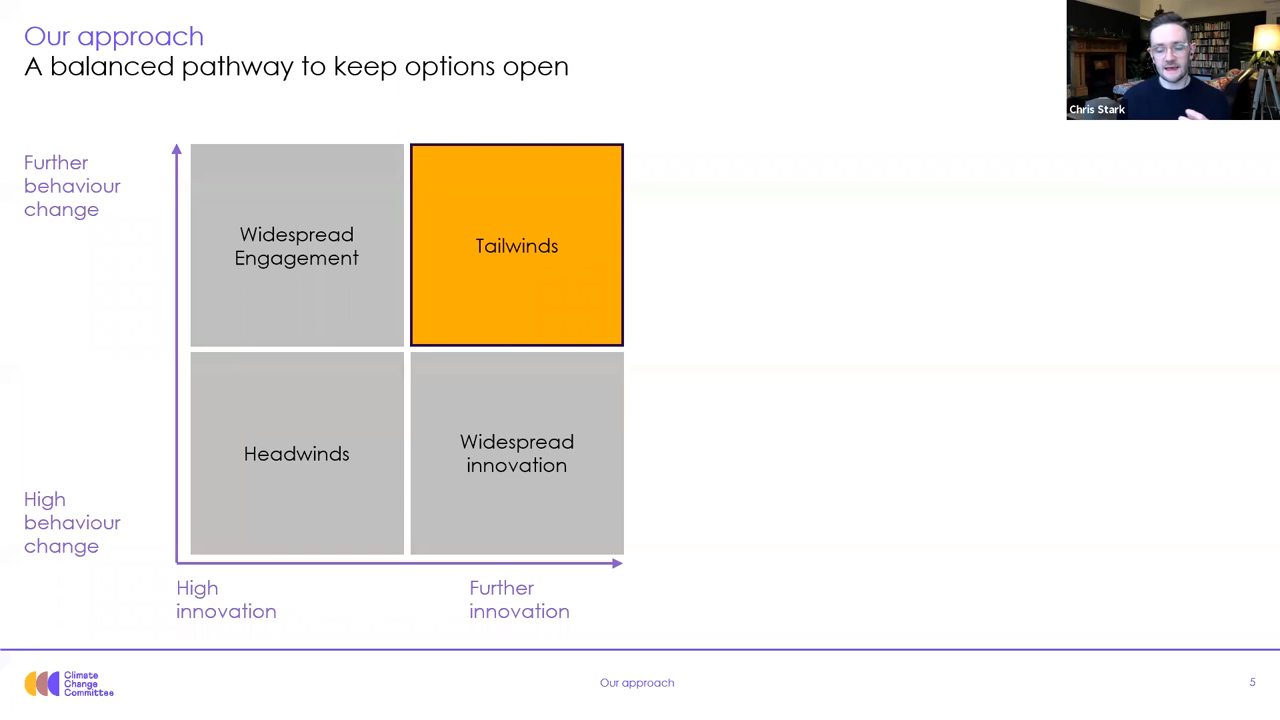 Our approach
A balanced pathway to keep options open
Chris Stark
Further
behaviour
change
Widespread
Engagement
Tailwinds
Headwinds
Widespread
innovation
High
behaviour
change
High
innovation
Further
innovation
Climate
Change
Committee
Our approach
5